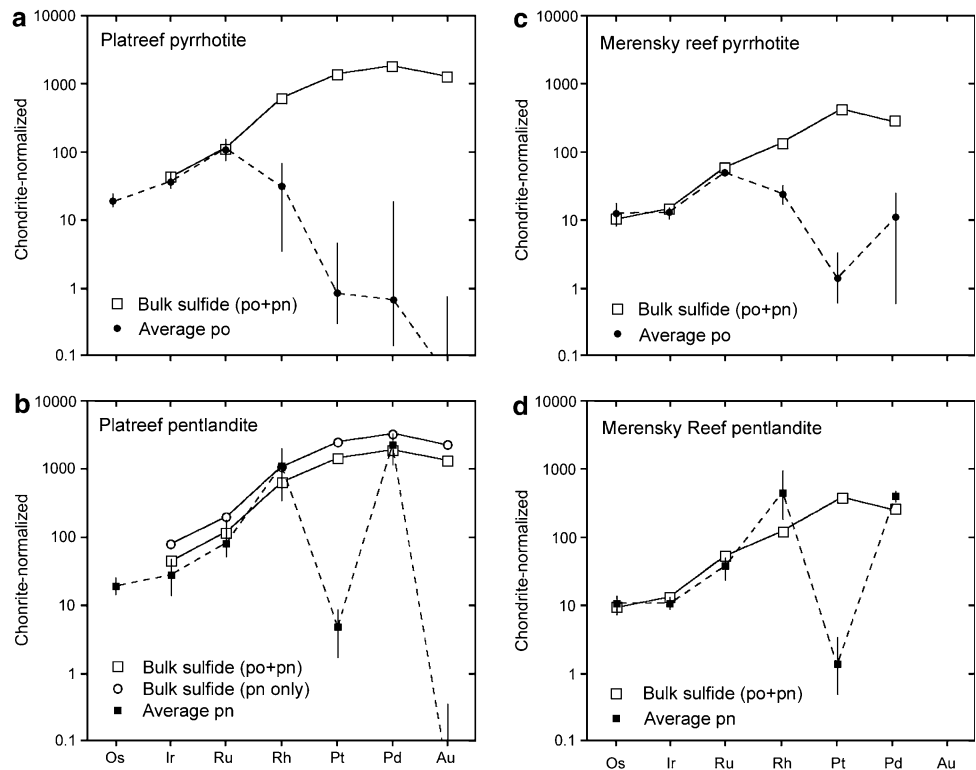 a
Platreef pyrrhotite
10000
1000
100
10
1
0.1
Chondrite-normalized
Bulk sulfide (po+pn)
Average po
c
Merensky reef pyrrhotite
10000
1000
100
10
1
0.1
Chondrite-normalized
Bulk sulfide (po+pn)
Average po
b
Platreef pentlandite
10000
1000
100
10
1
0.1
Chonrite-normalized
Bulk sulfide (po+pn)
Bulk sulfide (pn only)
Average pn
Os Ir Ru Rh Pt Pd Au
d
Merensky Reef pentlandite
10000
1000
100
10
1
0.1
Chondrite-normalized
Bulk sulfide (po+pn)
Average pn
Os Ir Ru Rh Pt Pd Au